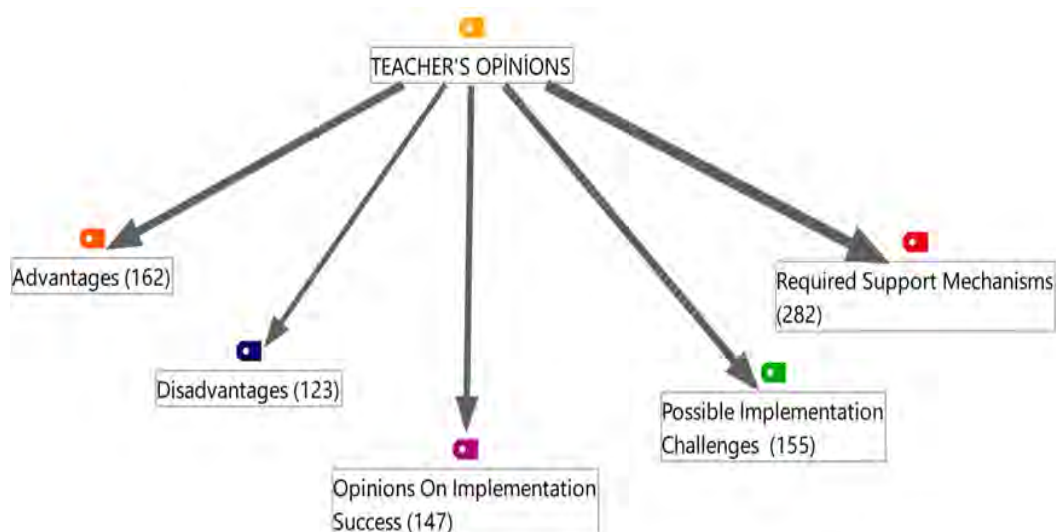 TEACHER'S OPİNİONS
Advantages (162)
Required Support Mechanisms
(282)
Disadvantages (123)
Possible Implementation
Challenges (155)
Opinions On Implementation
Success (147)